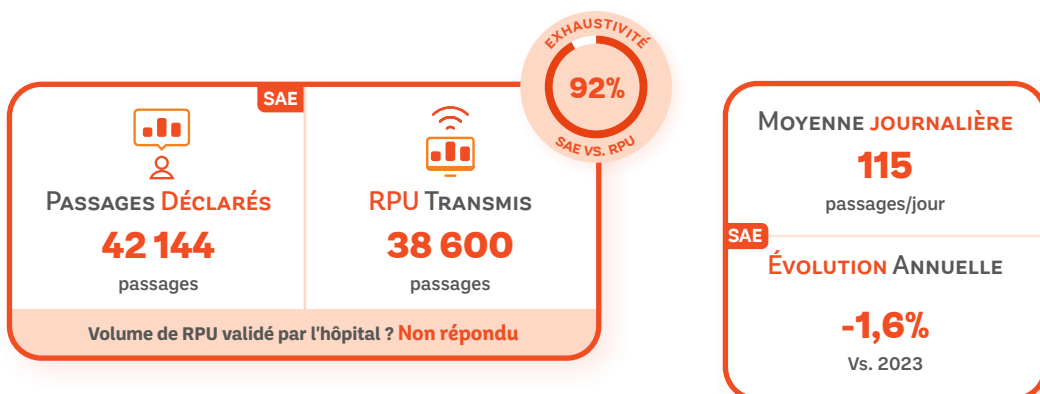 EXHAUSTIVITÉ
92%
SAE VS. RPU
SAE
Passages Déclarés
42 144
passages
RPU Transmis
38 600
passages
Volume de RPU validé par l'hôpital ? Non répondu
Moyenne journalière
115
passages/jour
SAE
Évolution Annuelle
-1,6%
Vs. 2023